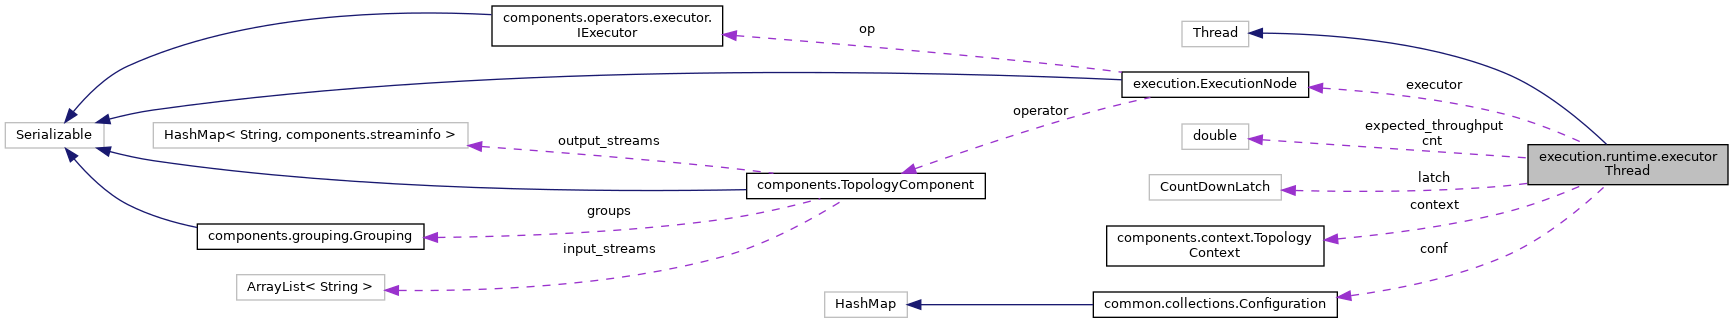 components.operators.executor.
IExecutor
op
Thread
execution.ExecutionNode
executor
operator
Serializable
HashMap< String, components.streaminfo >
output_streams
double
expected_throughput
cnt
execution.runtime.executor
Thread
components.TopologyComponent
CountDownLatch
latch
context
groups
components.grouping.Grouping
input_streams
components.context.Topology
Context
conf
ArrayList< String >
HashMap
common.collections.Configuration